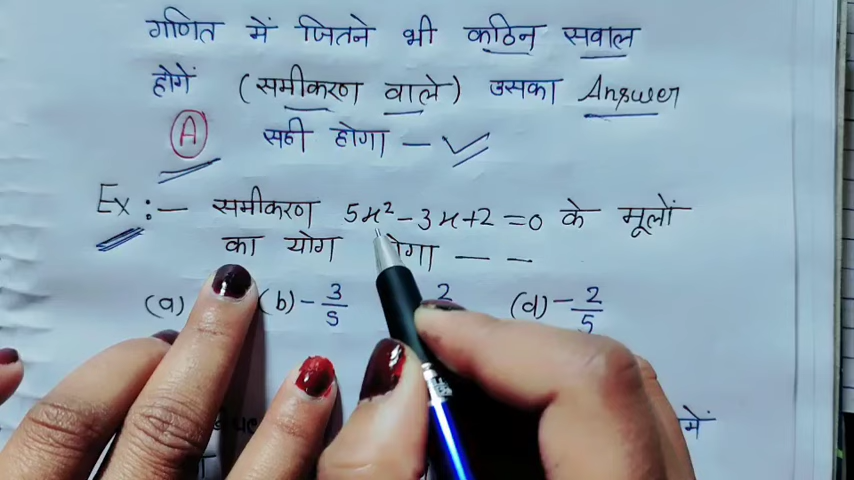 गणित में जितने भी कठिन सवाल
होगें (समीकरण वाले) उसका Answer
(A) सही होगा — ✓
Ex :— समीकरण 5x² - 3x + 2 = 0 के मूलों
का योग — —
(a) (b) - 3/5 2 (d) - 2/5
में